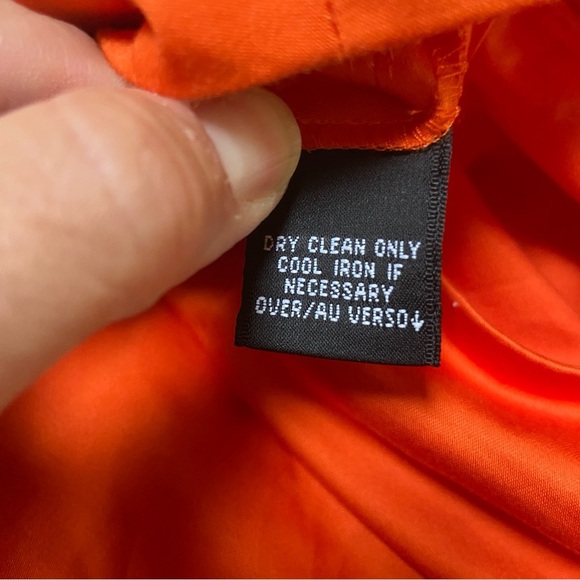 DRY CLEAN ONLY
COOL IRON IF
NECESSARY
OVER/AU VERSO↓